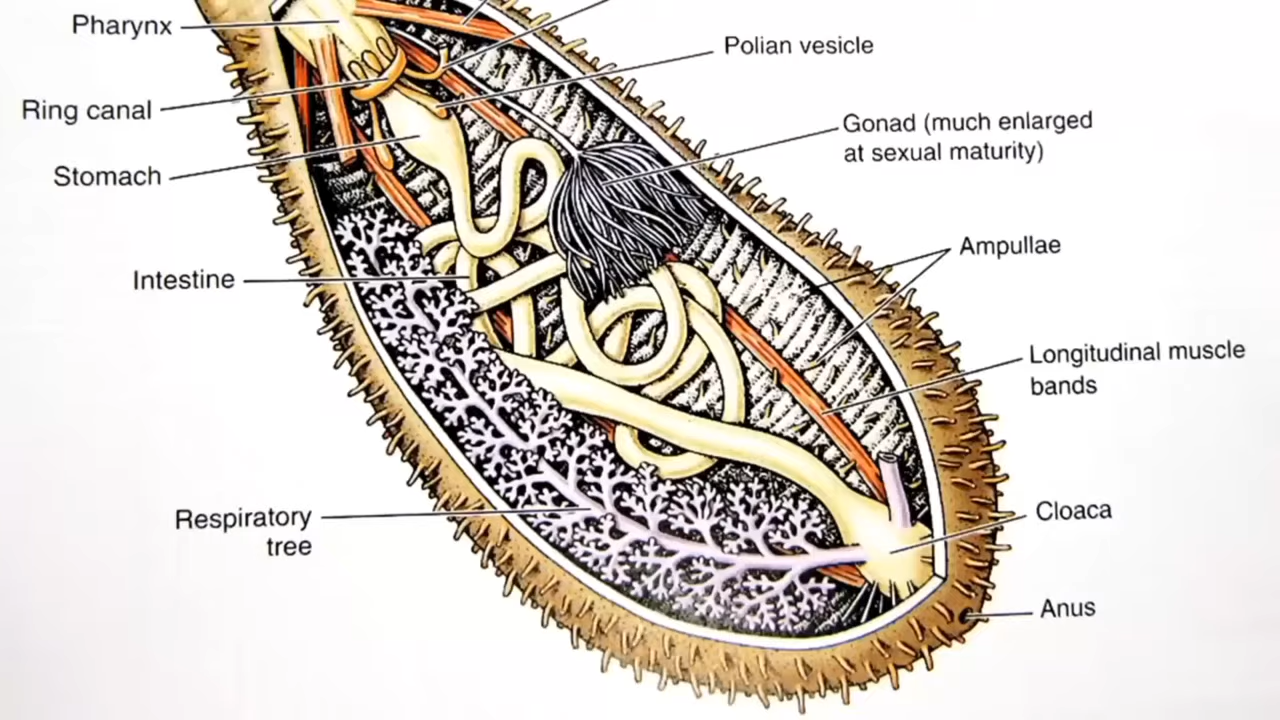 Pharynx
Polian vesicle
Ring canal
Gonad (much enlarged
at sexual maturity)
Stomach
Ampullae
Intestine
Longitudinal muscle
bands
Respiratory
tree
Cloaca
Anus